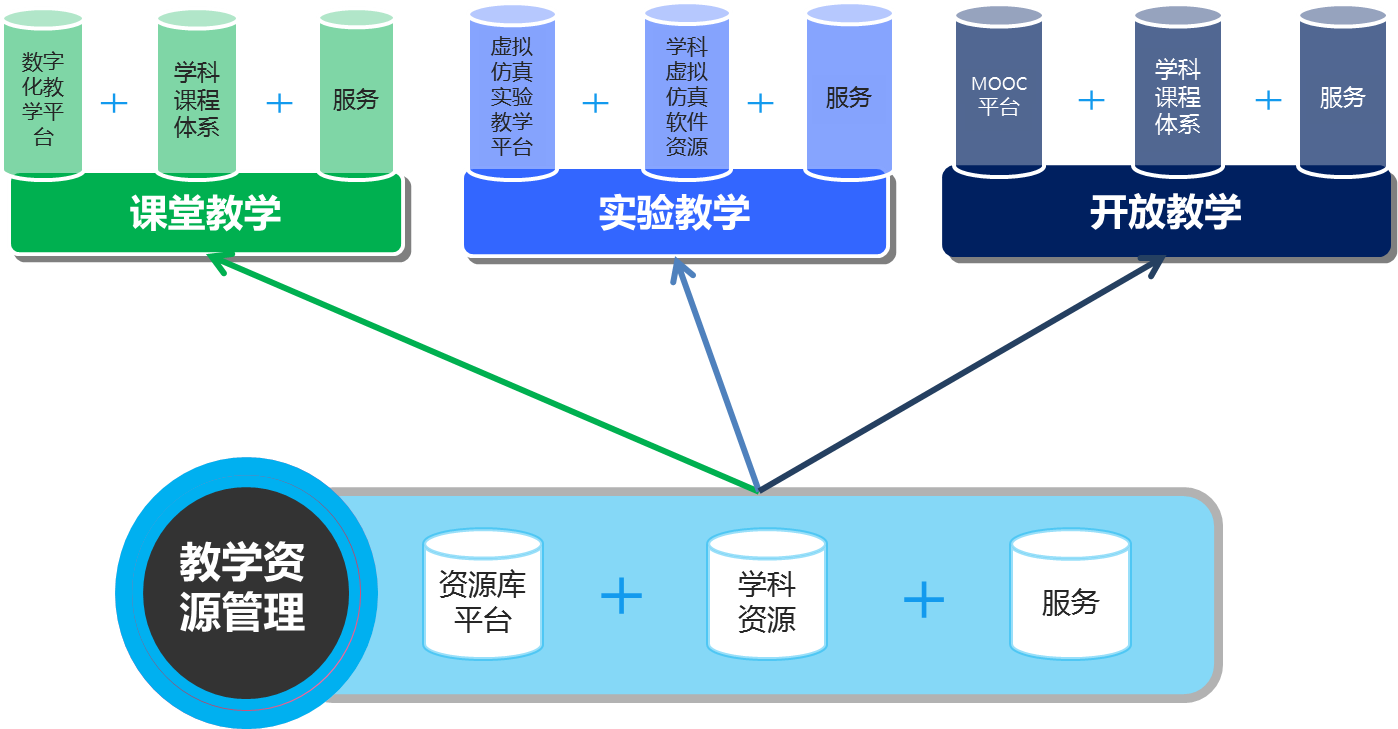 数字
化教
学平
台
+
学科
课程
体系
+
服务
课堂教学
虚拟
仿真
实验
教学
平台
+
学科
虚拟
仿真
软件
资源
+
服务
实验教学
MOOC
平台
+
学科
课程
体系
+
服务
开放教学
教学资
源管理
资源库
平台
+
学科
资源
+
服务